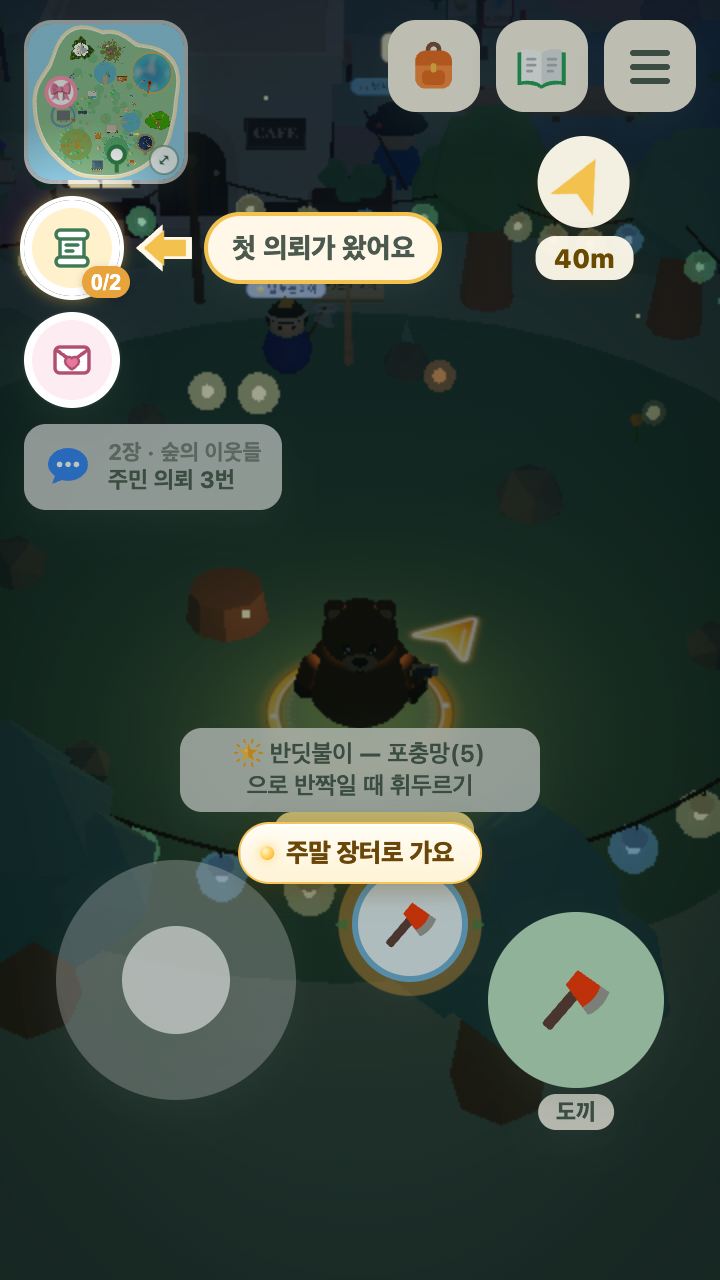 CAFE
첫 의뢰가 왔어요
0/2
40m
2장 · 숲의 이웃들
주민 의뢰 3번
반딧불이 — 포충망(5)
으로 반짝일 때 휘두르기
주말 장터로 가요
도끼